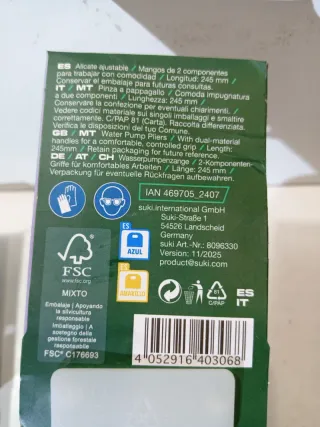 ES Alicate ajustable / Mangos de 2 componentes
para trabajar con comodidad / Longitud: 245 mm /
Conservar el embalaje para futuras consultas.
IT / MT Pinza a pappagallo / Comoda impugnatura
a due componenti / Lunghezza: 245 mm /
Conservare la confezione per eventuali chiarimenti. /
Vedere codici materiale sui singoli imballaggi e smaltire
correttamente. C/PAP 81 (Carta). Raccolta differenziata.
Verifica le disposizioni del tuo Comune.
GB / MT Water Pump Pliers / With dual-material
handles for a comfortable, controlled grip / Length:
245mm / Retain packaging for future reference.
DE / AT / CH Wasserpumpenzange / 2-Komponenten-
Griffe für komfortables Arbeiten / Länge: 245 mm /
Verpackung für eventuelle Rückfragen aufbewahren.
IAN 469705_2407
suki.international GmbH
Suki-Straße 1
54526 Landscheid
Germany
suki Art.-Nr.: 8096330
Version: 11/2025
product@suki.com
ES
AZUL
ES
AMARILLO
FSC
www.fsc.org
MIXTO
Embalaje | Apoyando
la silvicultura
responsable
Imballaggio | A
sostegno della
gestione forestale
responsabile
FSC® C176693
81
C/PAP
ES
IT
4 052916 403068